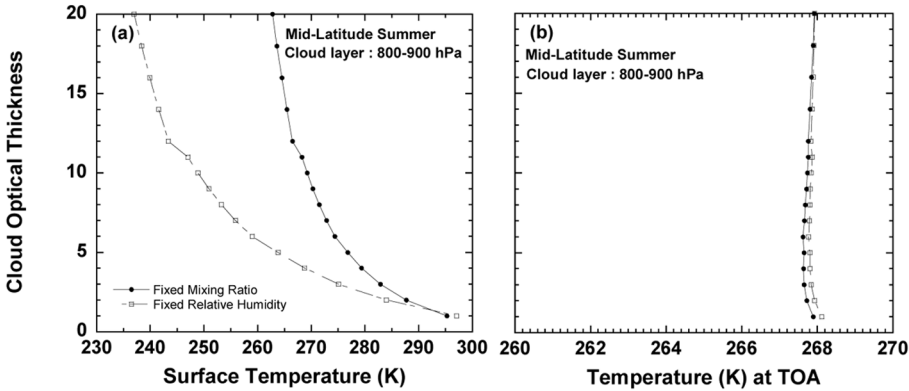 (a)
Mid-Latitude Summer
Cloud layer : 800-900 hPa
Cloud Optical Thickness
20
15
10
5
0
Fixed Mixing Ratio
Fixed Relative Humidity
230 240 250 260 270 280 290 300
Surface Temperature (K)
(b)
Mid-Latitude Summer
Cloud layer : 800-900 hPa
260 262 264 266 268 270
Temperature (K) at TOA